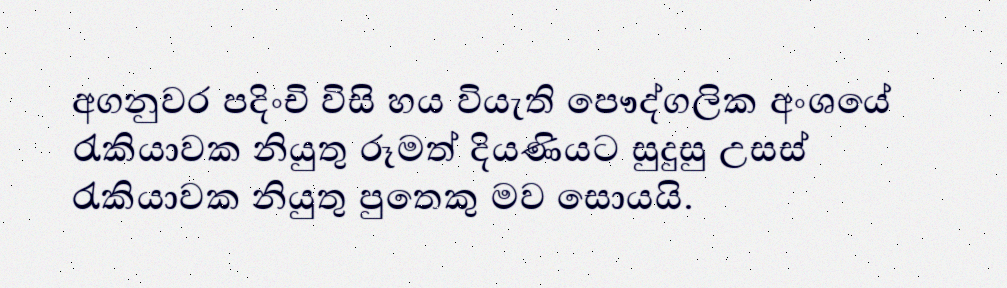 අගනුවර පදිංචි විසි හය වියැති පෞද්ගලික අංශයේ
රැකියාවක නියුතු රූමත් දියණියට සුදුසු උසස්
රැකියාවක නියුතු පුතෙකු මව සොයයි.